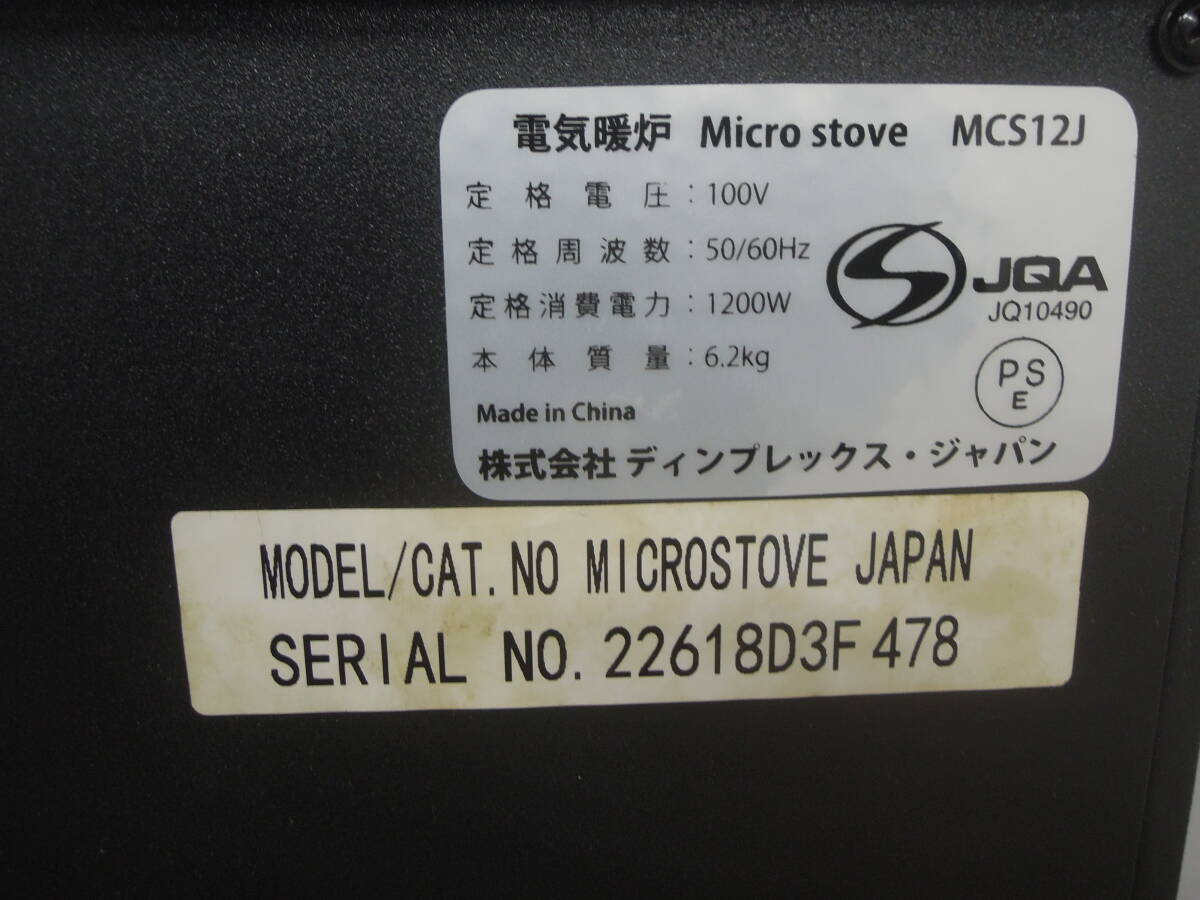 電気暖炉 Micro stove MCS12J
定格電圧：100V
定格周波数：50/60Hz
定格消費電力：1200W
本体質量：6.2kg
Made in China
株式会社 ディンプレックス・ジャパン
S JQA
JQ10490
PS
E
MODEL/CAT.NO MICROSTOVE JAPAN
SERIAL NO.22618D3F478